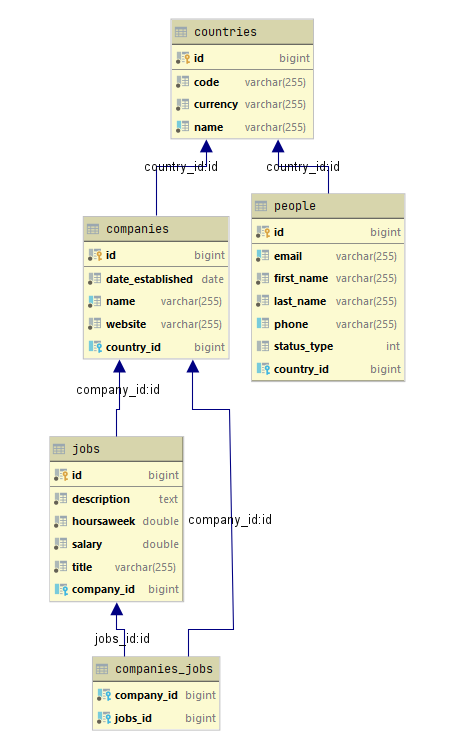 countries
id bigint
code varchar(255)
currency varchar(255)
name varchar(255)
country_id:id country_id:id
companies
id bigint
date_established date
name varchar(255)
website varchar(255)
country_id bigint
people
id bigint
email varchar(255)
first_name varchar(255)
last_name varchar(255)
phone varchar(255)
status_type int
country_id bigint
company_id:id
jobs
id bigint
description text
hoursaweek double
salary double
title varchar(255)
company_id bigint
company_id:id
jobs_id:id
companies_jobs
company_id bigint
jobs_id bigint